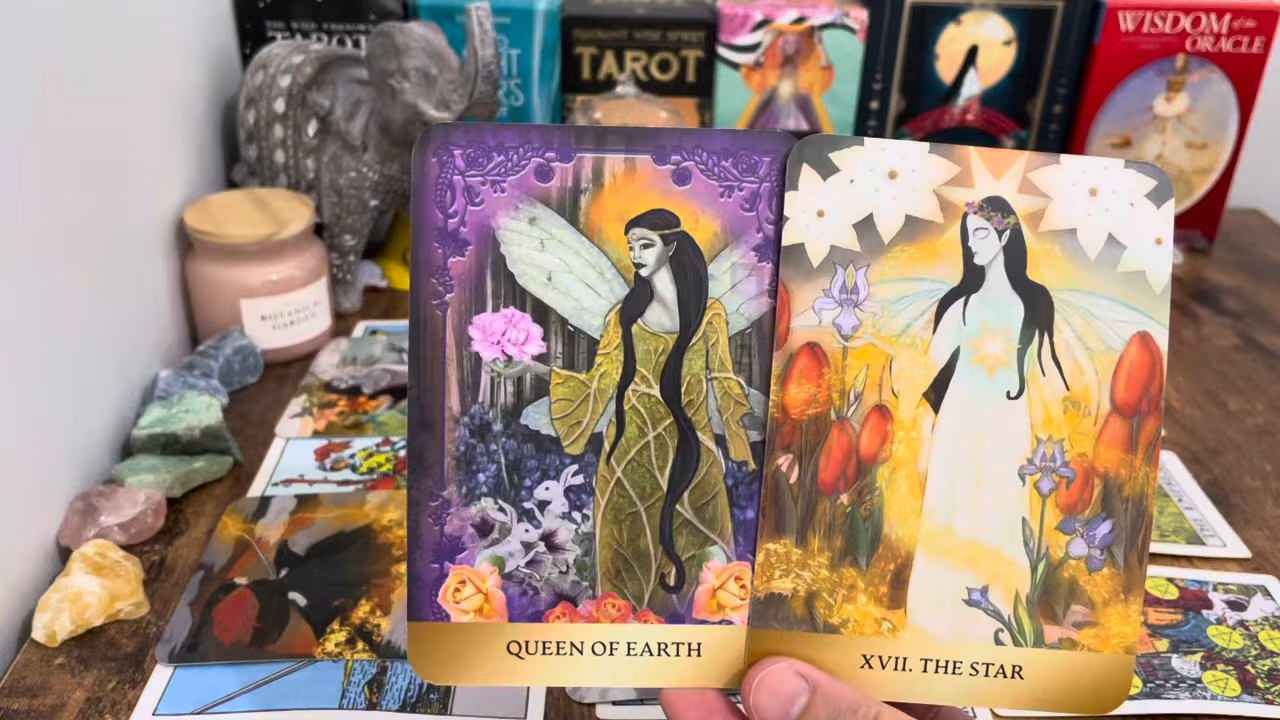 TAROT
TAROT
WISDOM of the
ORACLE
BOTANICAL
GARDEN
QUEEN OF EARTH
XVII. THE STAR